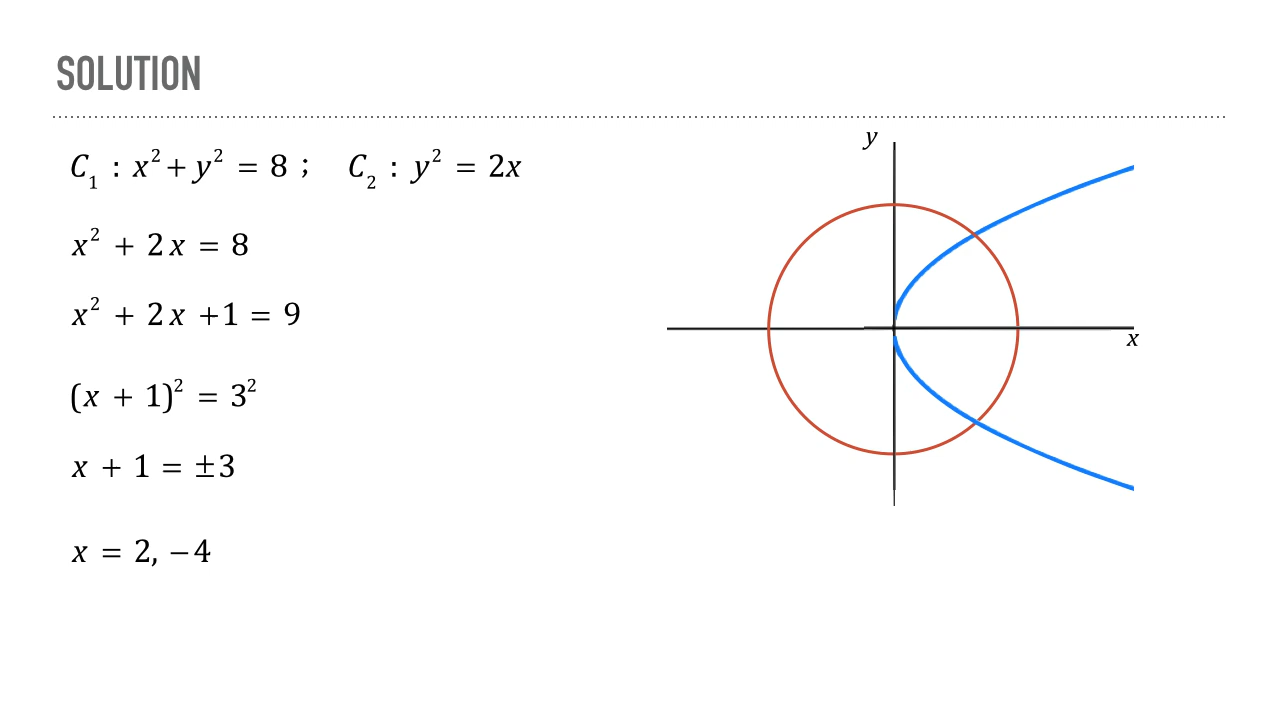 SOLUTION
C₁ : x² + y² = 8 ; C₂ : y² = 2x
x² + 2x = 8
x² + 2x +1 = 9
(x + 1)² = 3²
x + 1 = ±3
x = 2, −4
y
x